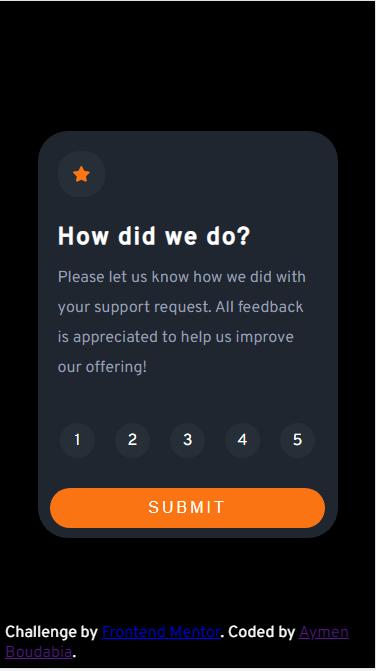 How did we do?
Please let us know how we did with
your support request. All feedback
is appreciated to help us improve
our offering!
1 2 3 4 5
SUBMIT
Challenge by Frontend Mentor. Coded by Aymen
Boudabia.